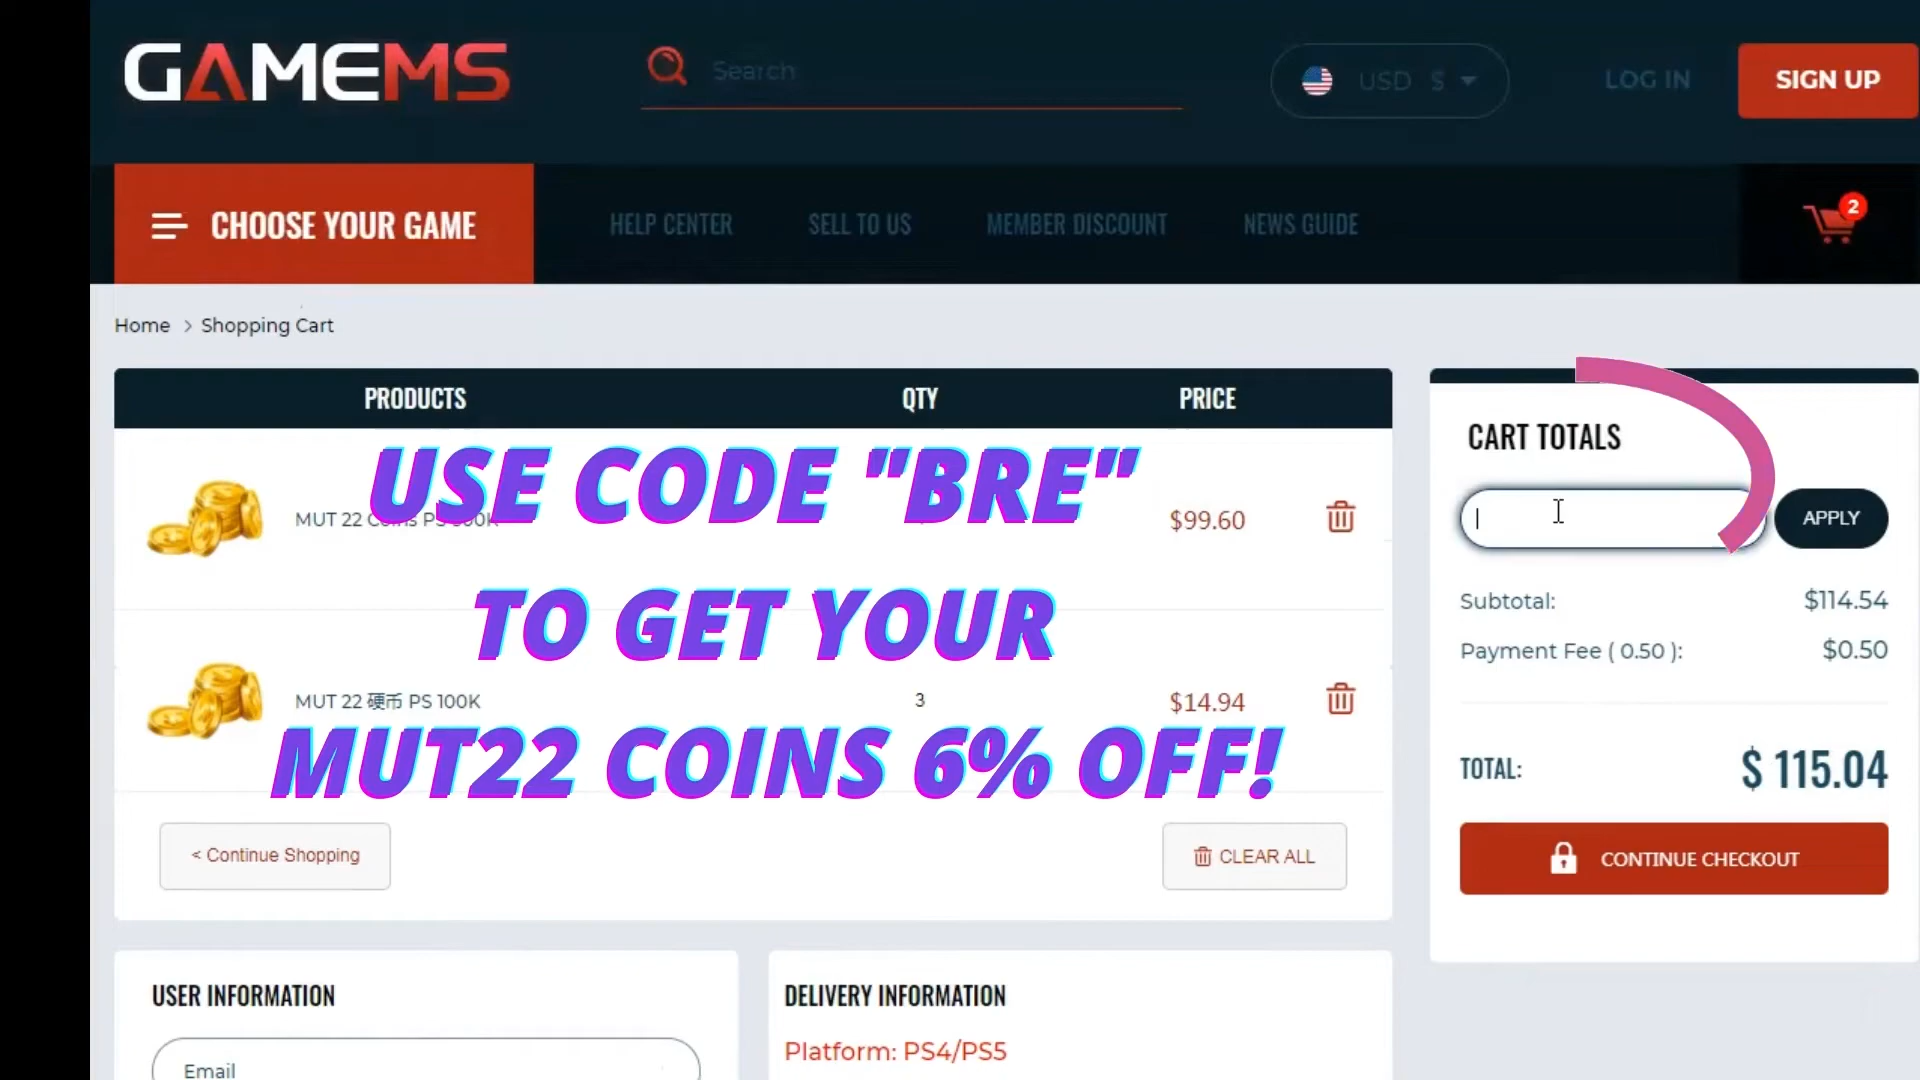 GAMEMS
Search
USD $
LOG IN
SIGN UP
CHOOSE YOUR GAME
HELP CENTER
SELL TO US
MEMBER DISCOUNT
NEWS GUIDE
2
Home > Shopping Cart
PRODUCTS
QTY
PRICE
CART TOTALS
USE CODE "BRE"
MUT 22 Coins PS
$99.60
APPLY
Subtotal: $114.54
TO GET YOUR
Payment Fee ( 0.50 ): $0.50
MUT 22 硬币 PS 100K
3
$14.94
MUT22 COINS 6% OFF!
TOTAL: $ 115.04
< Continue Shopping
CLEAR ALL
CONTINUE CHECKOUT
USER INFORMATION
DELIVERY INFORMATION
Email
Platform: PS4/PS5